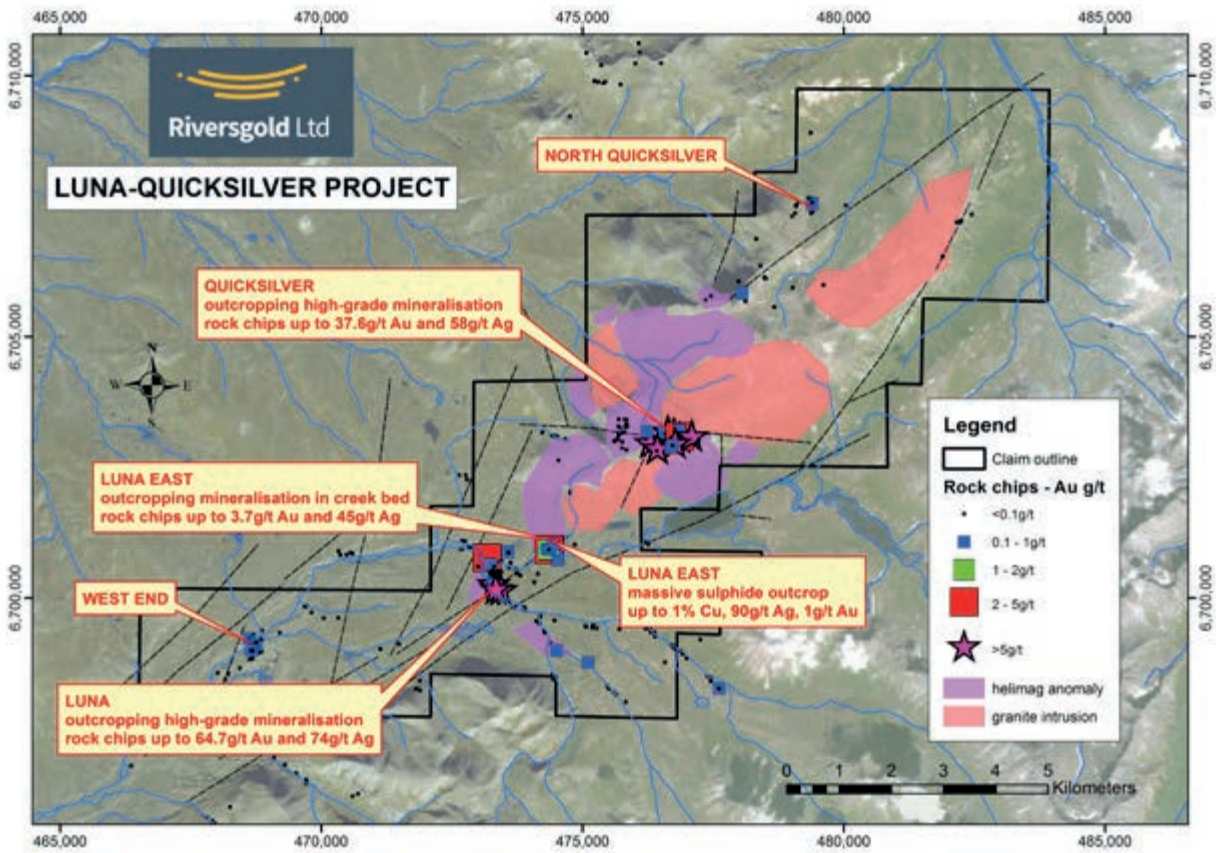 465,000 470,000 475,000 480,000 485,000
6,710,000
6,710,000
Riversgold Ltd
LUNA-QUICKSILVER PROJECT
NORTH QUICKSILVER
QUICKSILVER
outcropping high-grade mineralisation
rock chips up to 37.6g/t Au and 58g/t Ag
6,705,000
6,705,000
N
W E
S
LUNA EAST
outcropping mineralisation in creek bed
rock chips up to 3.7g/t Au and 45g/t Ag
Legend
Claim outline
Rock chips - Au g/t
<0.1g/t
0.1 - 1g/t
1 - 2g/t
2 - 5g/t
>5g/t
helimag anomaly
granite intrusion
LUNA EAST
massive sulphide outcrop
up to 1% Cu, 90g/t Ag, 1g/t Au
WEST END
6,700,000
6,700,000
LUNA
outcropping high-grade mineralisation
rock chips up to 64.7g/t Au and 74g/t Ag
0 1 2 3 4 5
Kilometers
465,000 470,000 475,000 480,000 485,000